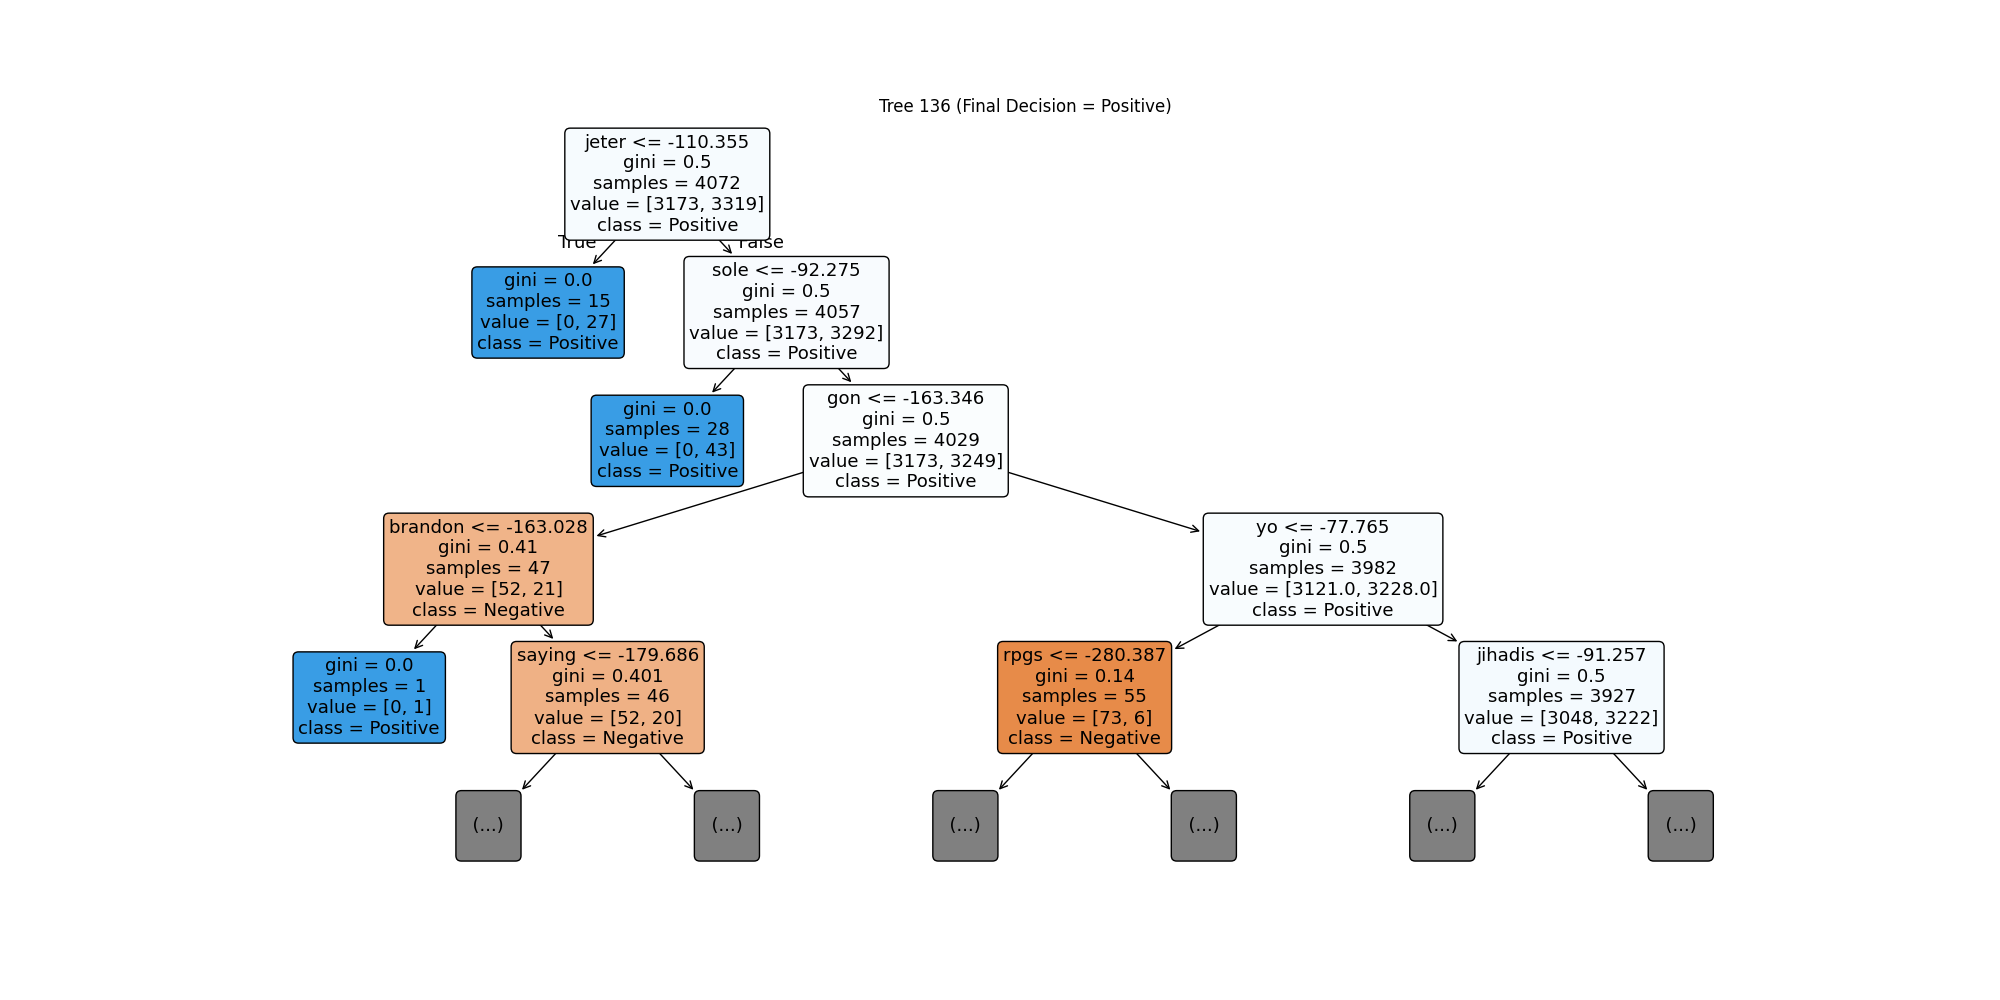 Tree 136 (Final Decision = Positive)
jeter <= -110.355
gini = 0.5
samples = 4072
value = [3173, 3319]
class = Positive
True
False
gini = 0.0
samples = 15
value = [0, 27]
class = Positive
sole <= -92.275
gini = 0.5
samples = 4057
value = [3173, 3292]
class = Positive
gini = 0.0
samples = 28
value = [0, 43]
class = Positive
gon <= -163.346
gini = 0.5
samples = 4029
value = [3173, 3249]
class = Positive
brandon <= -163.028
gini = 0.41
samples = 47
value = [52, 21]
class = Negative
yo <= -77.765
gini = 0.5
samples = 3982
value = [3121.0, 3228.0]
class = Positive
gini = 0.0
samples = 1
value = [0, 1]
class = Positive
saying <= -179.686
gini = 0.401
samples = 46
value = [52, 20]
class = Negative
rpgs <= -280.387
gini = 0.14
samples = 55
value = [73, 6]
class = Negative
jihadis <= -91.257
gini = 0.5
samples = 3927
value = [3048, 3222]
class = Positive
(...)
(...)
(...)
(...)
(...)
(...)